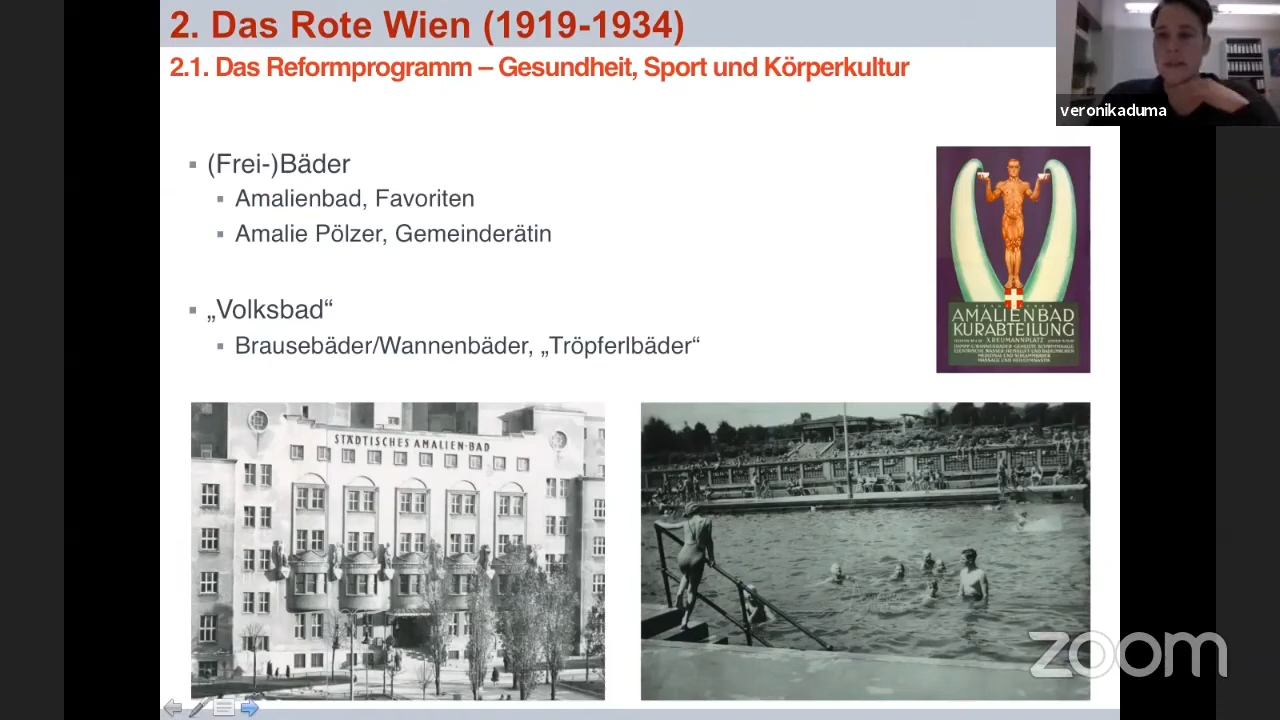 2. Das Rote Wien (1919-1934)
2.1. Das Reformprogramm – Gesundheit, Sport und Körperkultur
veronikaduma
(Frei-)Bäder
Amalienbad, Favoriten
Amalie Pölzer, Gemeinderätin
„Volksbad“
Brausebäder/Wannenbäder, „Tröpferlbäder“
AMALIENBAD
KURABTEILUNG
X. REUMANNPLATZ
STÄDTISCHES AMALIEN-BAD
zoom